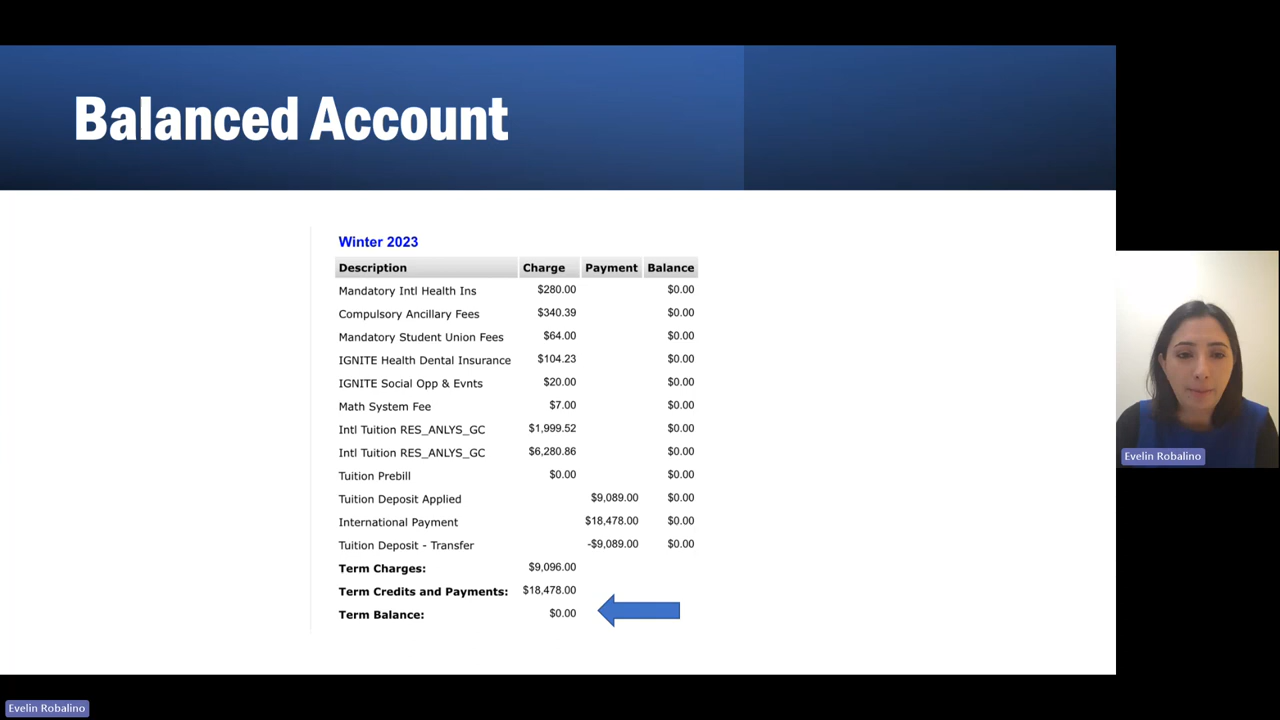 Balanced Account
Winter 2023
Description Charge Payment Balance
Mandatory Intl Health Ins $280.00 $0.00
Compulsory Ancillary Fees $340.39 $0.00
Mandatory Student Union Fees $64.00 $0.00
IGNITE Health Dental Insurance $104.23 $0.00
IGNITE Social Opp & Evnts $20.00 $0.00
Math System Fee $7.00 $0.00
Intl Tuition RES_ANLYS_GC $1,999.52 $0.00
Intl Tuition RES_ANLYS_GC $6,280.86 $0.00
Tuition Prebill $0.00 $0.00
Tuition Deposit Applied $9,089.00 $0.00
International Payment $18,478.00 $0.00
Tuition Deposit - Transfer -$9,089.00 $0.00
Term Charges: $9,096.00
Term Credits and Payments: $18,478.00
Term Balance: $0.00
Evelin Robalino
Evelin Robalino